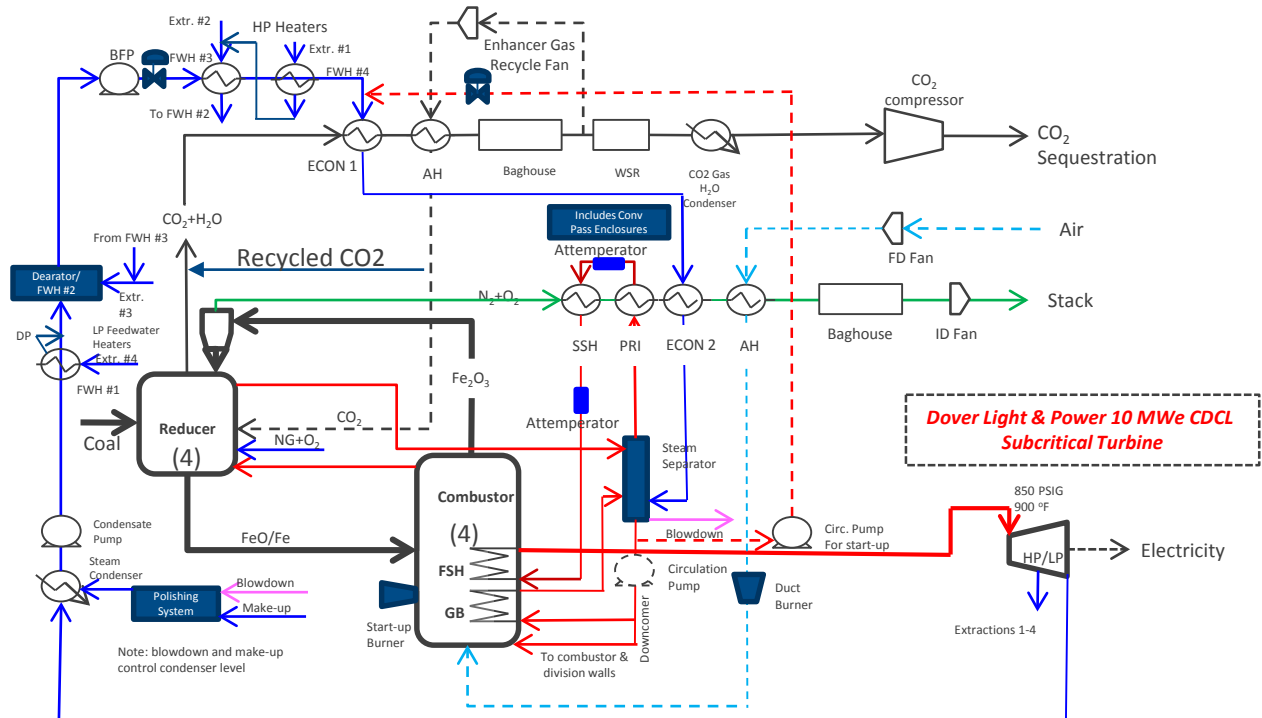 Extr. #2
HP Heaters
BFP
FWH #3
Extr. #1
FWH #4
To FWH #2
Enhancer Gas
Recycle Fan
CO2
compressor
CO2
Sequestration
ECON 1
AH
Baghouse
WSR
CO2 Gas
H2O
Condenser
CO2+H2O
Includes Conv
Pass Enclosures
Attemperator
From FWH #3
Recycled CO2
Dearator/
FWH #2
Extr.
#3
FD Fan
Air
N2+O2
Stack
Baghouse
ID Fan
DP
LP Feedwater
Heaters
Extr. #4
FWH #1
SSH
PRI
ECON 2
AH
Fe2O3
Attemperator
Coal
Reducer
(4)
CO2
NG+O2
Dover Light & Power 10 MWe CDCL
Subcritical Turbine
Steam
Separator
Combustor
(4)
850 PSIG
900 °F
Condensate
Pump
FeO/Fe
Blowdown
Circ. Pump
For start-up
HP/LP
Electricity
Steam
Condenser
Blowdown
Polishing
System
Make-up
FSH
GB
Circulation
Pump
Duct
Burner
Start-up
Burner
Downcomer
Extractions 1-4
Note: blowdown and make-up
control condenser level
To combustor &
division walls